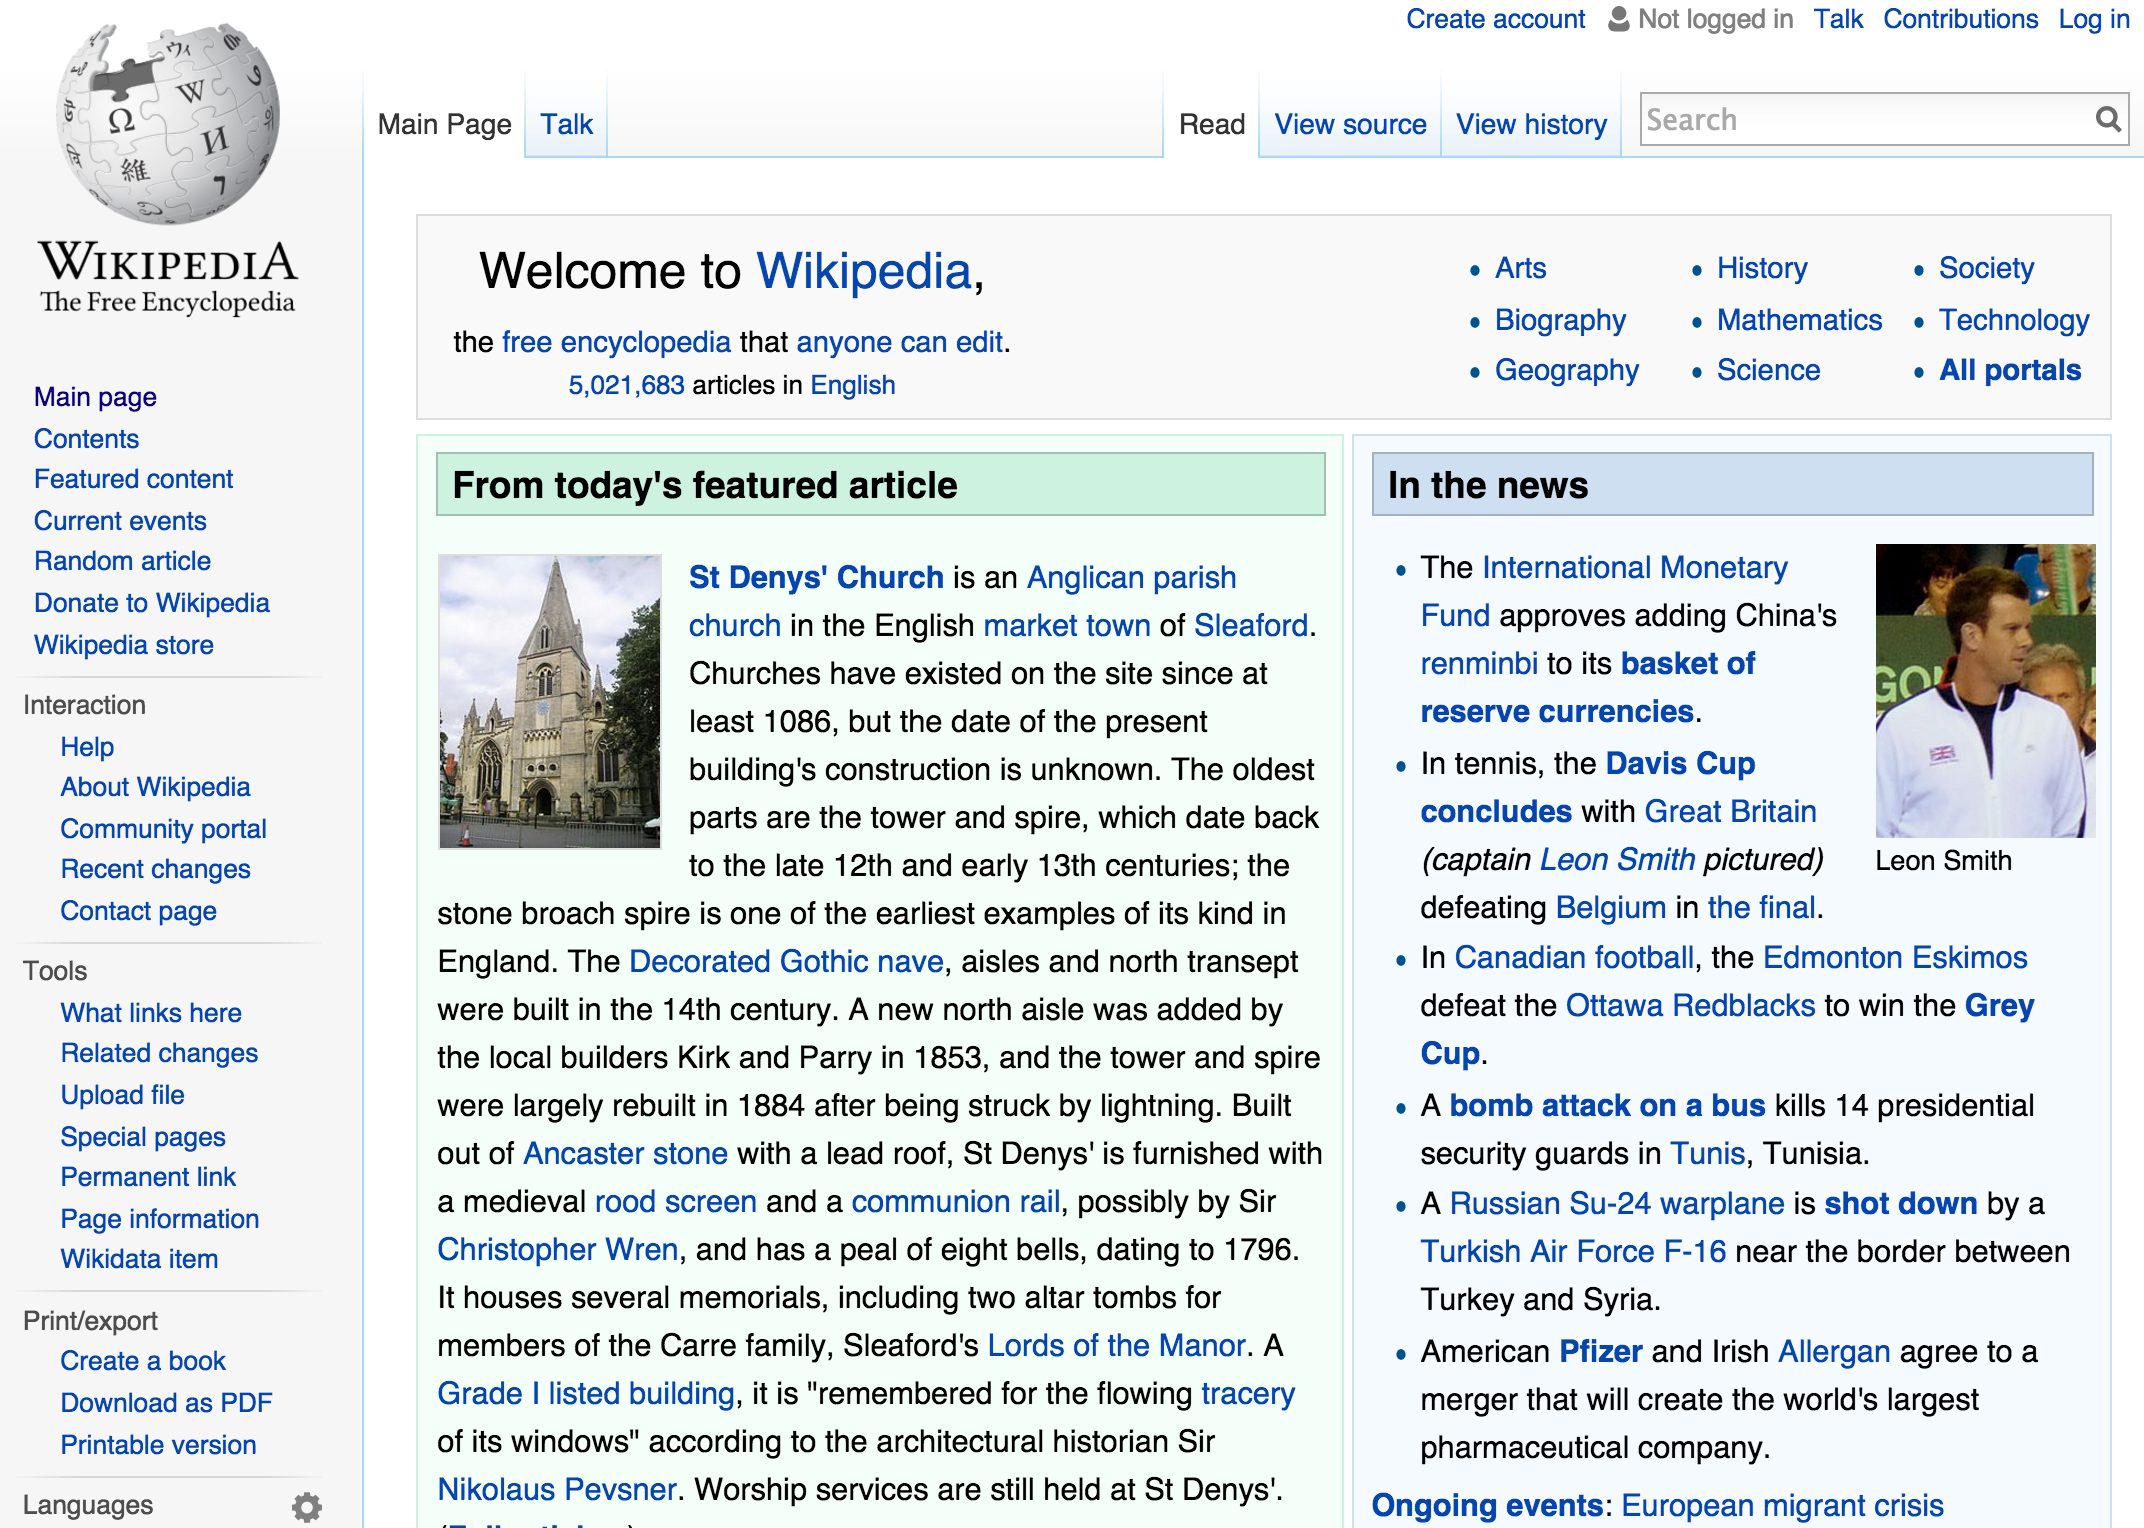 Create account Not logged in Talk Contributions Log in
Main Page Talk Read View source View history Search
WIKIPEDIA
The Free Encyclopedia
Main page
Contents
Featured content
Current events
Random article
Donate to Wikipedia
Wikipedia store
Interaction
Help
About Wikipedia
Community portal
Recent changes
Contact page
Tools
What links here
Related changes
Upload file
Special pages
Permanent link
Page information
Wikidata item
Print/export
Create a book
Download as PDF
Printable version
Languages
Welcome to Wikipedia,
the free encyclopedia that anyone can edit.
5,021,683 articles in English
• Arts
• Biography
• Geography
• History
• Mathematics
• Science
• Society
• Technology
• All portals
From today's featured article
St Denys' Church is an Anglican parish
church in the English market town of Sleaford.
Churches have existed on the site since at
least 1086, but the date of the present
building's construction is unknown. The oldest
parts are the tower and spire, which date back
to the late 12th and early 13th centuries; the
stone broach spire is one of the earliest examples of its kind in
England. The Decorated Gothic nave, aisles and north transept
were built in the 14th century. A new north aisle was added by
the local builders Kirk and Parry in 1853, and the tower and spire
were largely rebuilt in 1884 after being struck by lightning. Built
out of Ancaster stone with a lead roof, St Denys' is furnished with
a medieval rood screen and a communion rail, possibly by Sir
Christopher Wren, and has a peal of eight bells, dating to 1796.
It houses several memorials, including two altar tombs for
members of the Carre family, Sleaford's Lords of the Manor. A
Grade I listed building, it is "remembered for the flowing tracery
of its windows" according to the architectural historian Sir
Nikolaus Pevsner. Worship services are still held at St Denys'.
In the news
• The International Monetary
Fund approves adding China's
renminbi to its basket of
reserve currencies.
• In tennis, the Davis Cup
concludes with Great Britain
(captain Leon Smith pictured)
defeating Belgium in the final.
Leon Smith
• In Canadian football, the Edmonton Eskimos
defeat the Ottawa Redblacks to win the Grey
Cup.
• A bomb attack on a bus kills 14 presidential
security guards in Tunis, Tunisia.
• A Russian Su-24 warplane is shot down by a
Turkish Air Force F-16 near the border between
Turkey and Syria.
• American Pfizer and Irish Allergan agree to a
merger that will create the world's largest
pharmaceutical company.
Ongoing events: European migrant crisis